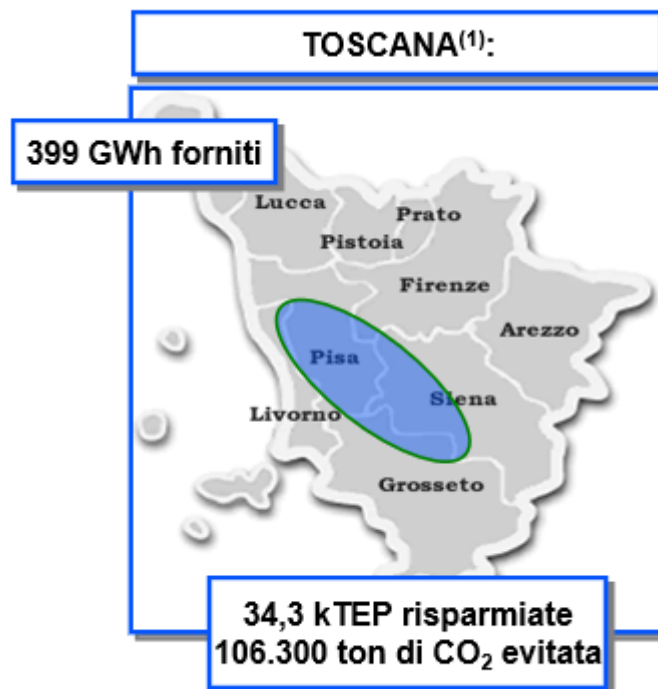 TOSCANA(1):
399 GWh forniti
Lucca
Prato
Pistoia
Firenze
Arezzo
Pisa
Siena
Livorno
Grosseto
34,3 kTEP risparmiate
106.300 ton di CO₂ evitata